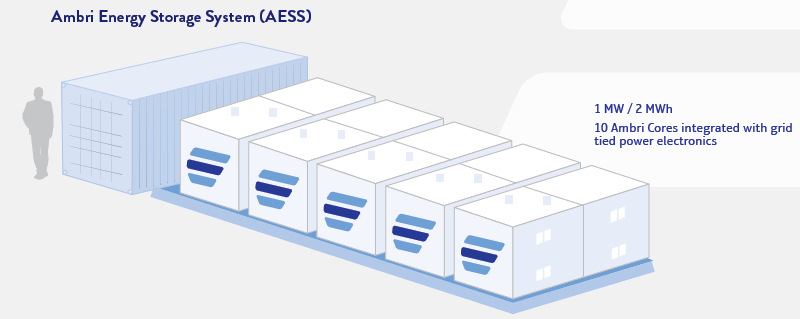 Ambri Energy Storage System (AESS)
1 MW / 2 MWh
10 Ambri Cores integrated with grid
tied power electronics